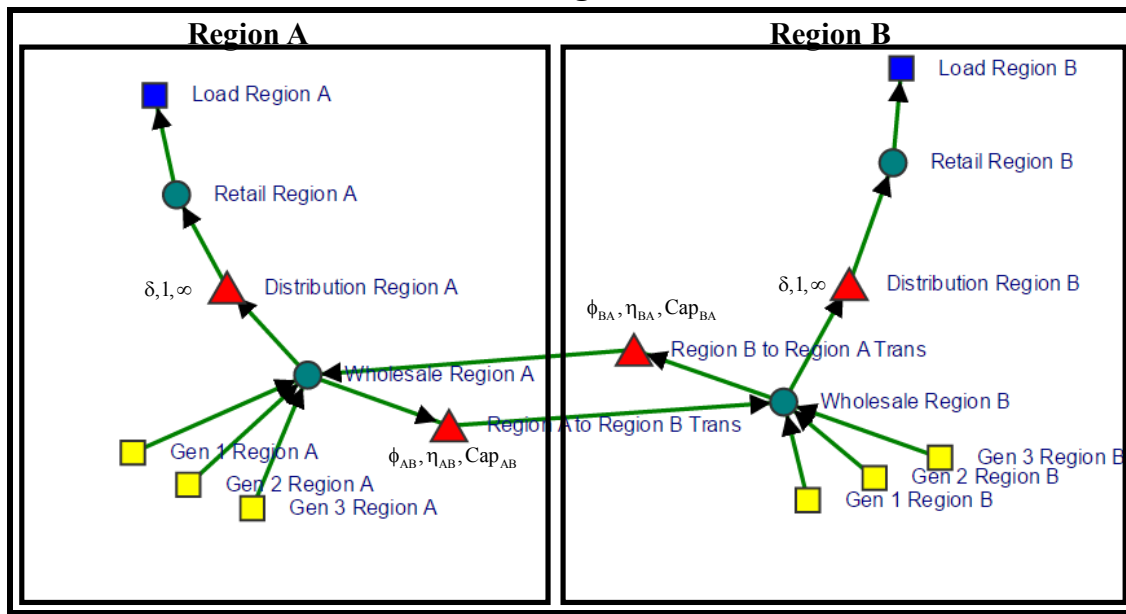 Region A
Region B
Load Region A
Load Region B
Retail Region A
Retail Region B
δ,1,∞
Distribution Region A
δ,1,∞
Distribution Region B
ϕBA, ηBA, CapBA
Region B to Region A Trans
Wholesale Region A
Wholesale Region B
Region A to Region B Trans
ϕAB, ηAB, CapAB
Gen 1 Region A
Gen 2 Region A
Gen 3 Region A
Gen 3 Region B
Gen 2 Region B
Gen 1 Region B